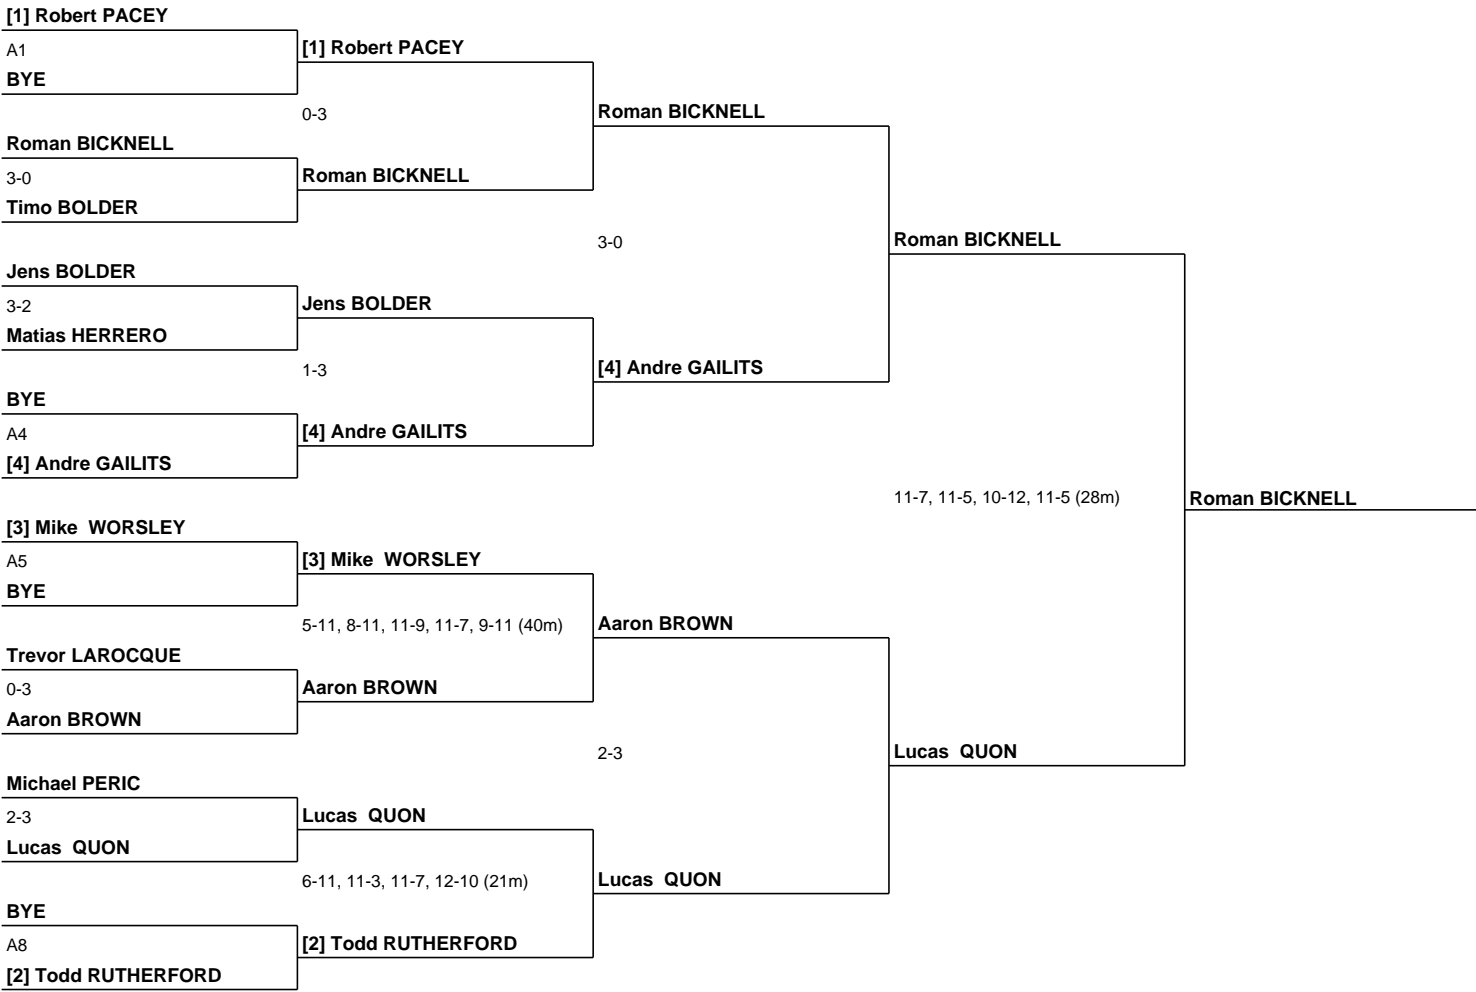 [1] Robert PACEY
A1
BYE
Roman BICKNELL
3-0
Timo BOLDER
Jens BOLDER
3-2
Matias HERRERO
BYE
A4
[4] Andre GAILITS
[3] Mike  WORSLEY
A5
BYE
Trevor LAROCQUE
0-3
Aaron BROWN
Michael PERIC
2-3
Lucas  QUON
BYE
A8
[2] Todd RUTHERFORD
[1] Robert PACEY
0-3
Roman BICKNELL
Jens BOLDER
1-3
[4] Andre GAILITS
[3] Mike  WORSLEY
5-11, 8-11, 11-9, 11-7, 9-11 (40m)
Aaron BROWN
Lucas  QUON
6-11, 11-3, 11-7, 12-10 (21m)
[2] Todd RUTHERFORD
Roman BICKNELL
3-0
[4] Andre GAILITS
Aaron BROWN
2-3
Lucas  QUON
Roman BICKNELL
11-7, 11-5, 10-12, 11-5 (28m)
Lucas  QUON
Roman BICKNELL